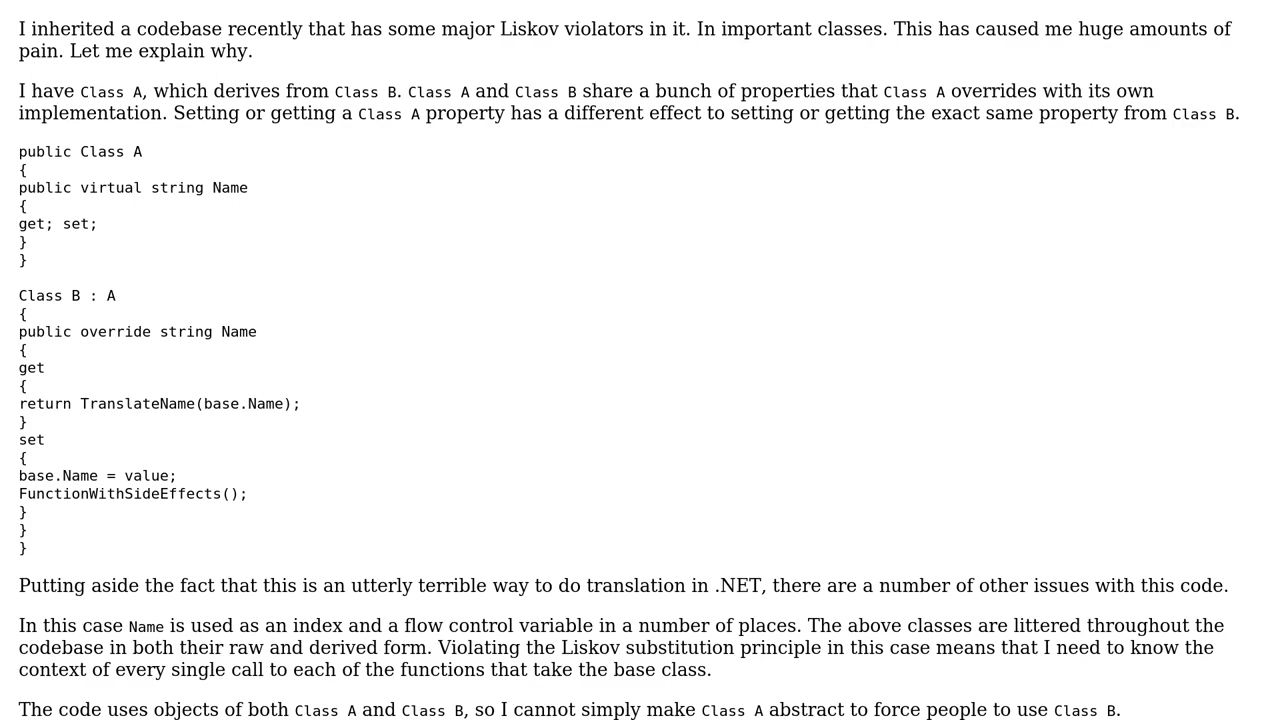 I inherited a codebase recently that has some major Liskov violators in it. In important classes. This has caused me huge amounts of
pain. Let me explain why.
I have Class A, which derives from Class B. Class A and Class B share a bunch of properties that Class A overrides with its own
implementation. Setting or getting a Class A property has a different effect to setting or getting the exact same property from Class B.
public Class A
{
public virtual string Name
{
get; set;
}
}
Class B : A
{
public override string Name
{
get
{
return TranslateName(base.Name);
}
set
{
base.Name = value;
FunctionWithSideEffects();
}
}
}
Putting aside the fact that this is an utterly terrible way to do translation in .NET, there are a number of other issues with this code.
In this case Name is used as an index and a flow control variable in a number of places. The above classes are littered throughout the
codebase in both their raw and derived form. Violating the Liskov substitution principle in this case means that I need to know the
context of every single call to each of the functions that take the base class.
The code uses objects of both Class A and Class B, so I cannot simply make Class A abstract to force people to use Class B.